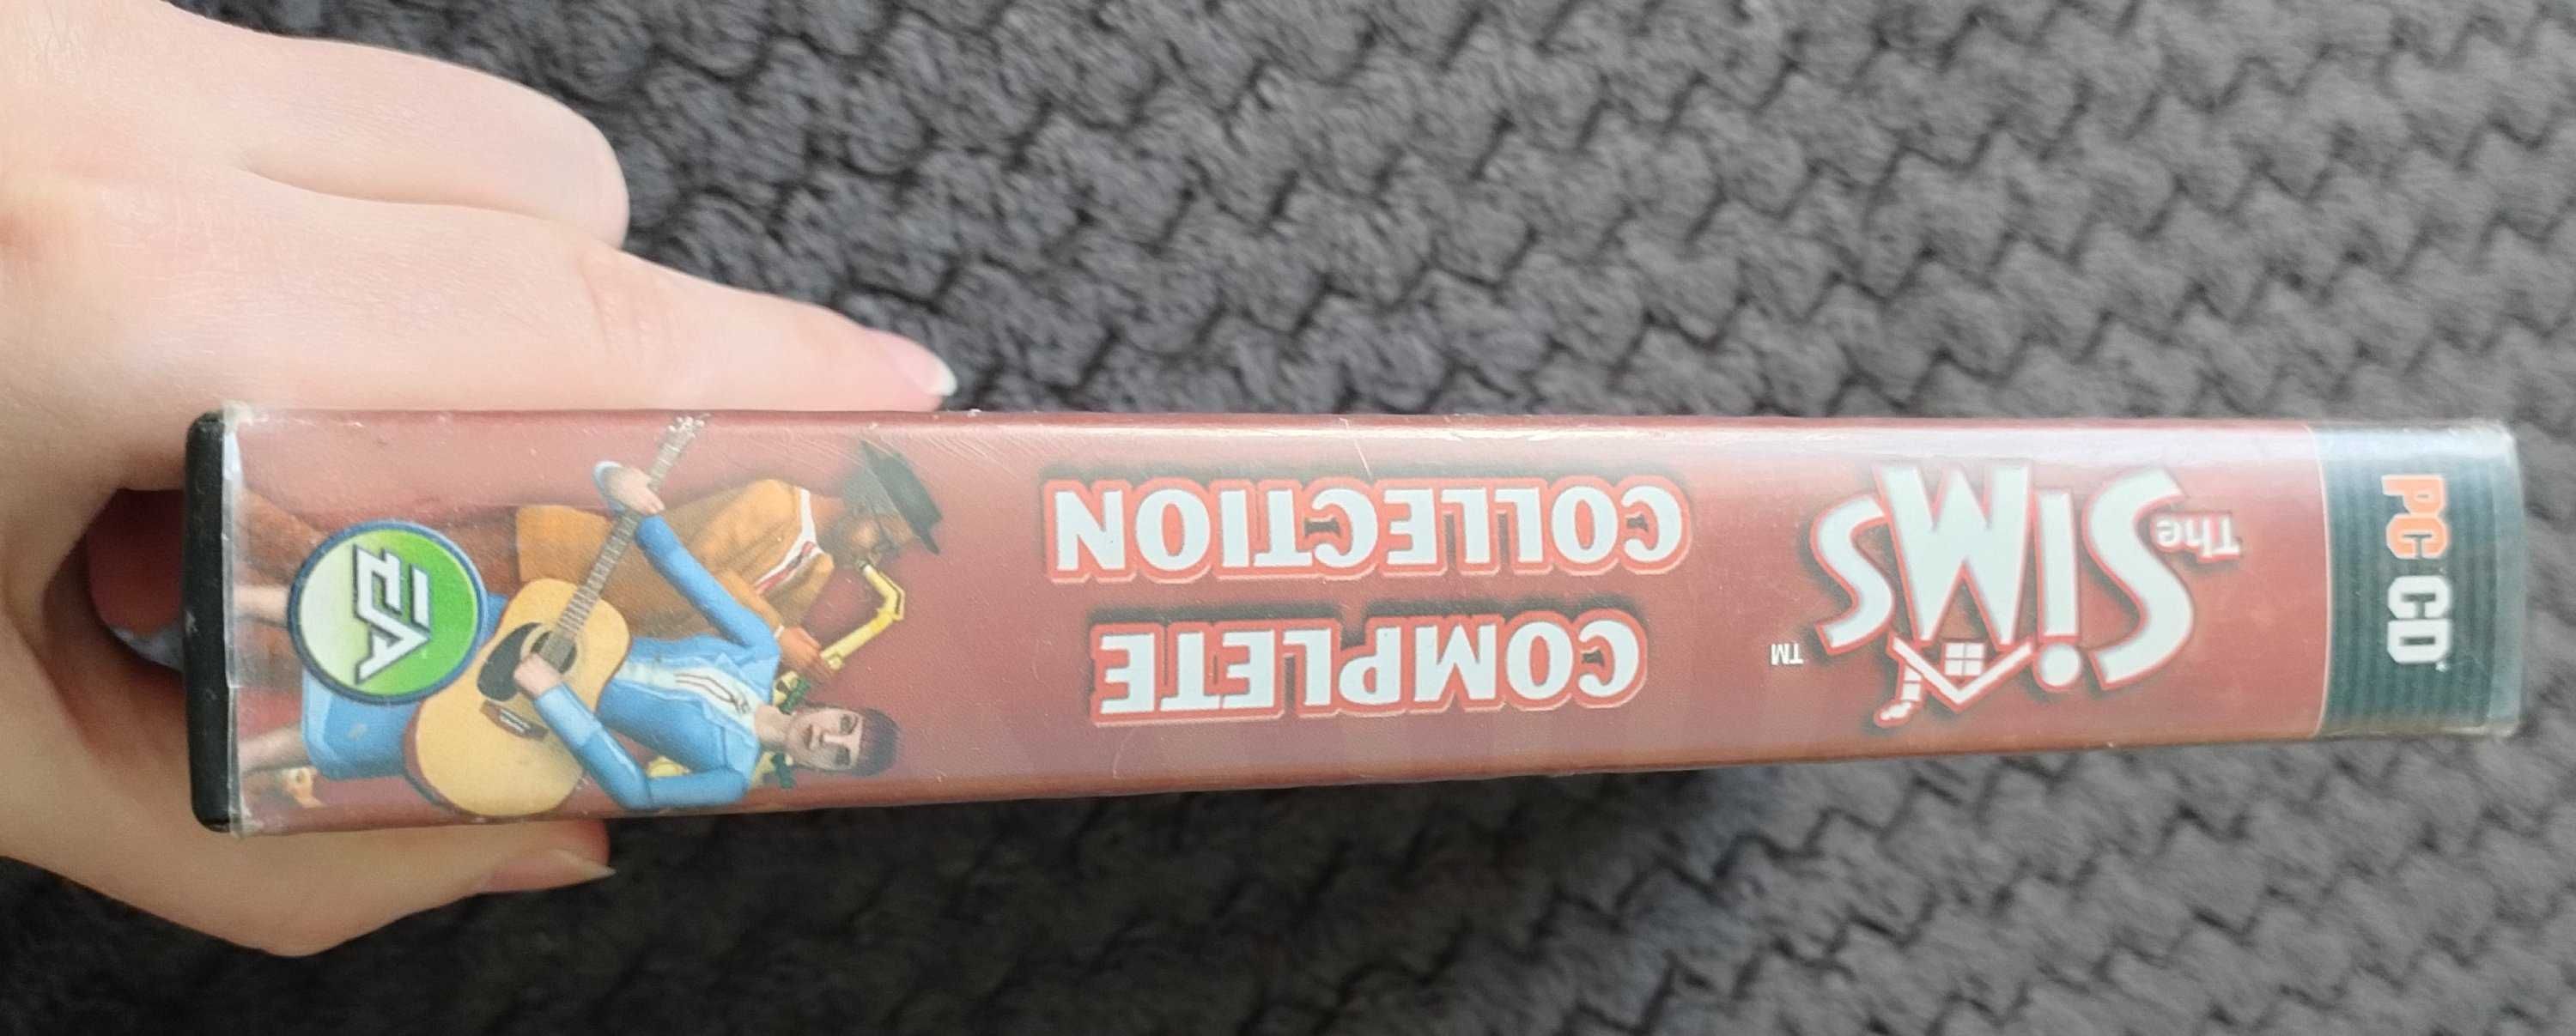 PC CD
The
SiMS
TM
COMPLETE
COLLECTION
EA